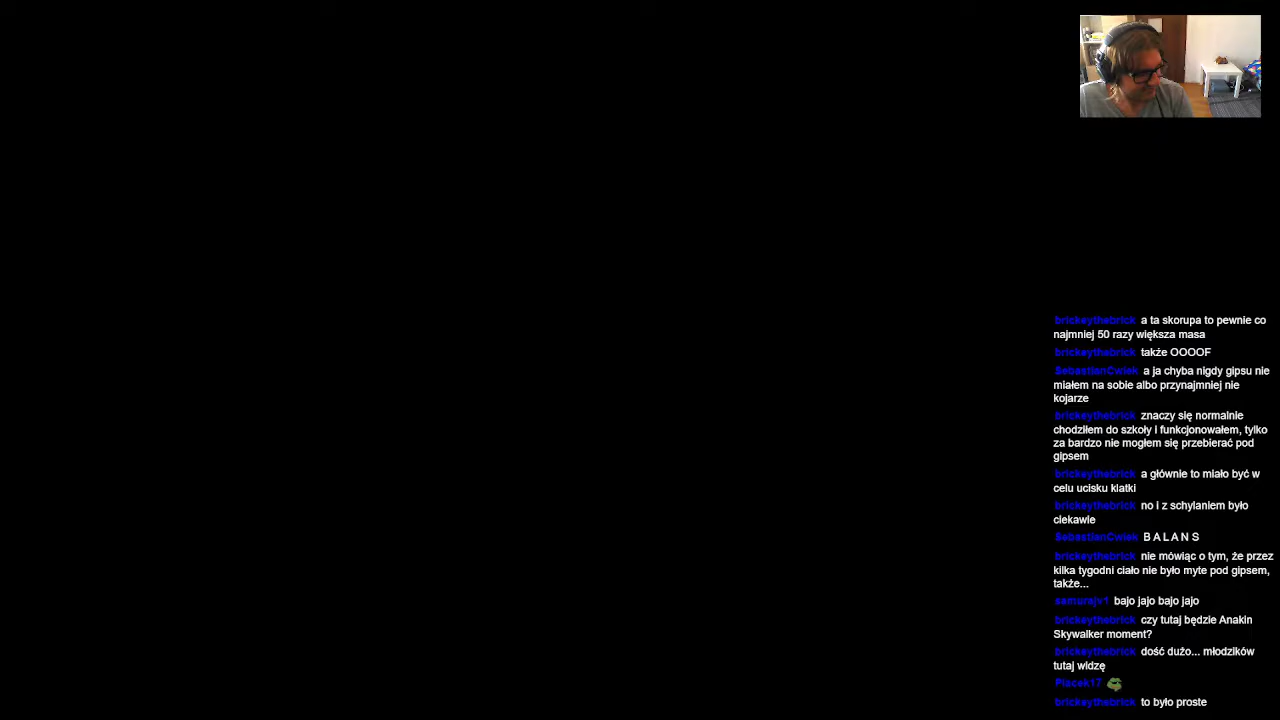 brickeythebrick a ta skorupa to pewnie co
najmniej 50 razy większa masa
brickeythebrick także OOOOF
SebastianCwiek a ja chyba nigdy gipsu nie
miałem na sobie albo przynajmniej nie
kojarze
brickeythebrick znaczy się normalnie
chodziłem do szkoły i funkcjonowałem, tylko
za bardzo nie mogłem się przebierać pod
gipsem
brickeythebrick a głównie to miało być w
celu ucisku klatki
brickeythebrick no i z schylaniem było
ciekawie
SebastianCwiek B A L A N S
brickeythebrick nie mówiąc o tym, że przez
kilka tygodni ciało nie było myte pod gipsem,
także...
samurajv1 bajo jajo bajo jajo
brickeythebrick czy tutaj będzie Anakin
Skywalker moment?
brickeythebrick dość dużo... młodzików
tutaj widzę
Placek17
brickeythebrick to było proste